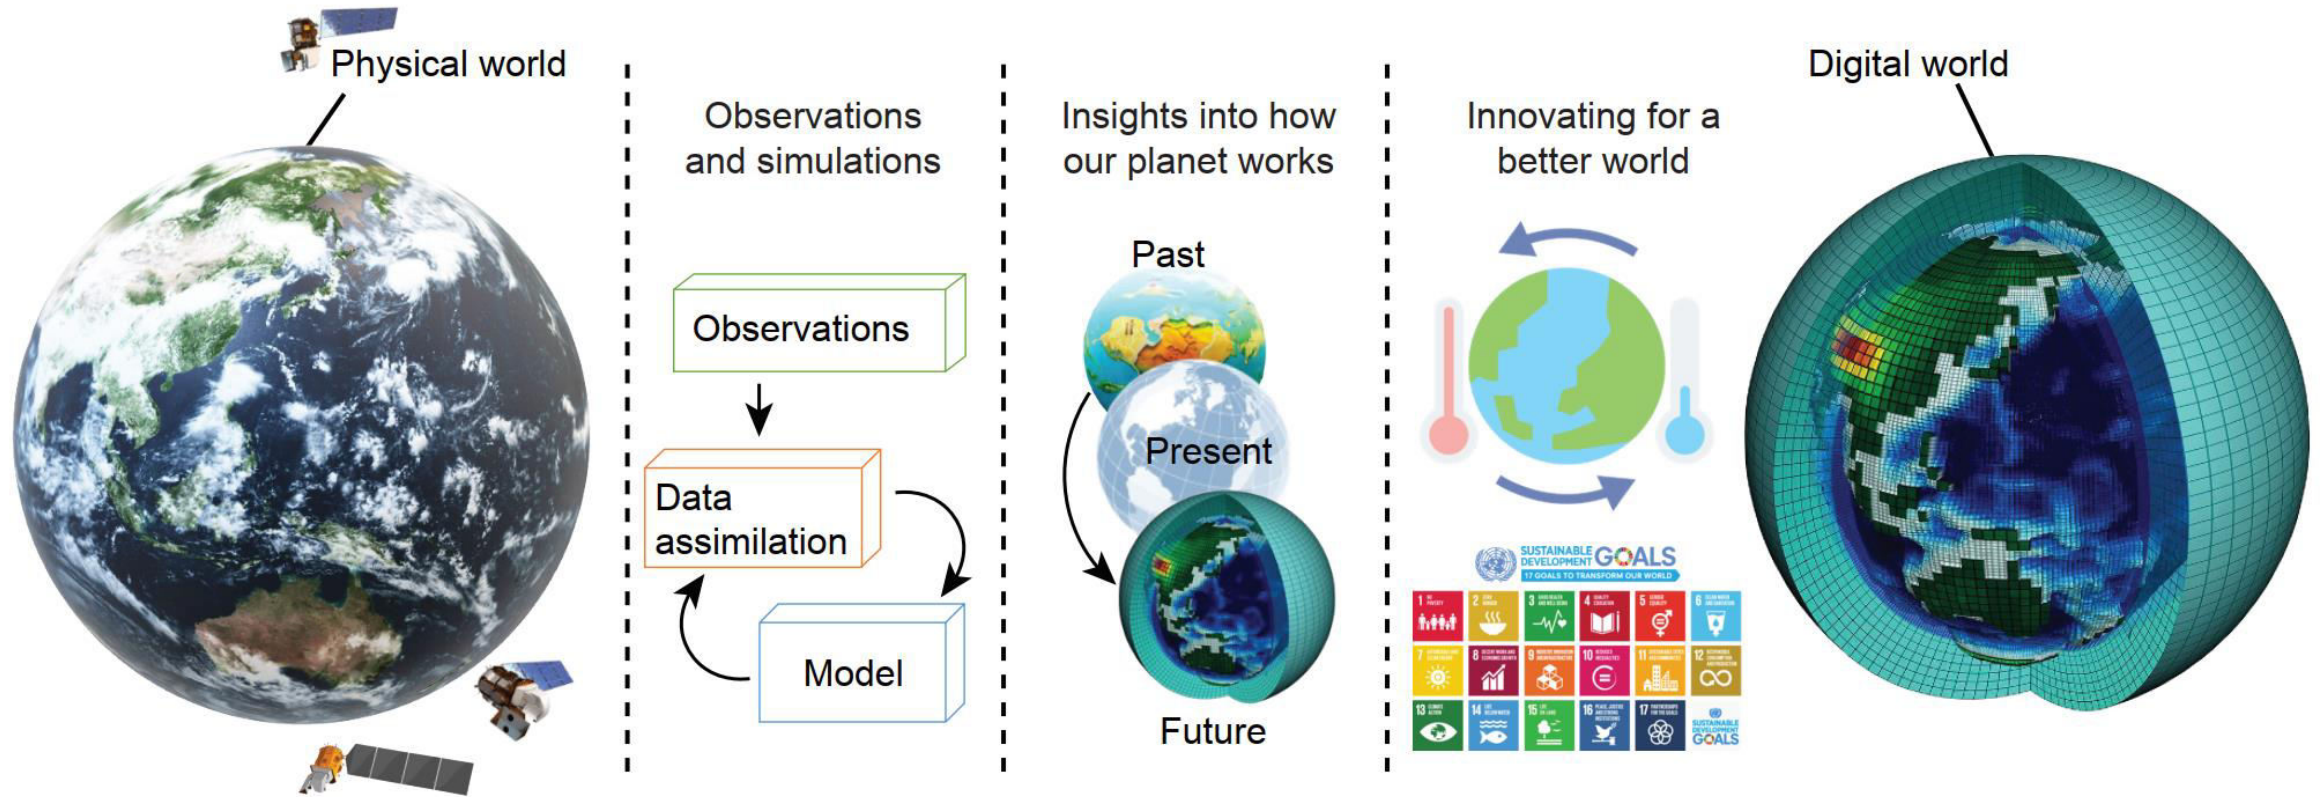 Physical world
Observations
and simulations
Observations
Data
assimilation
Model
Insights into how
our planet works
Past
Present
Future
Innovating for a
better world
SUSTAINABLE
DEVELOPMENT
GOALS
17 GOALS TO TRANSFORM OUR WORLD
1
2
3
4
5
6
7
8
9
10
11
12
13 CLIMATE
ACTION
14
15
16
17
SUSTAINABLE
DEVELOPMENT
GOALS
Digital world